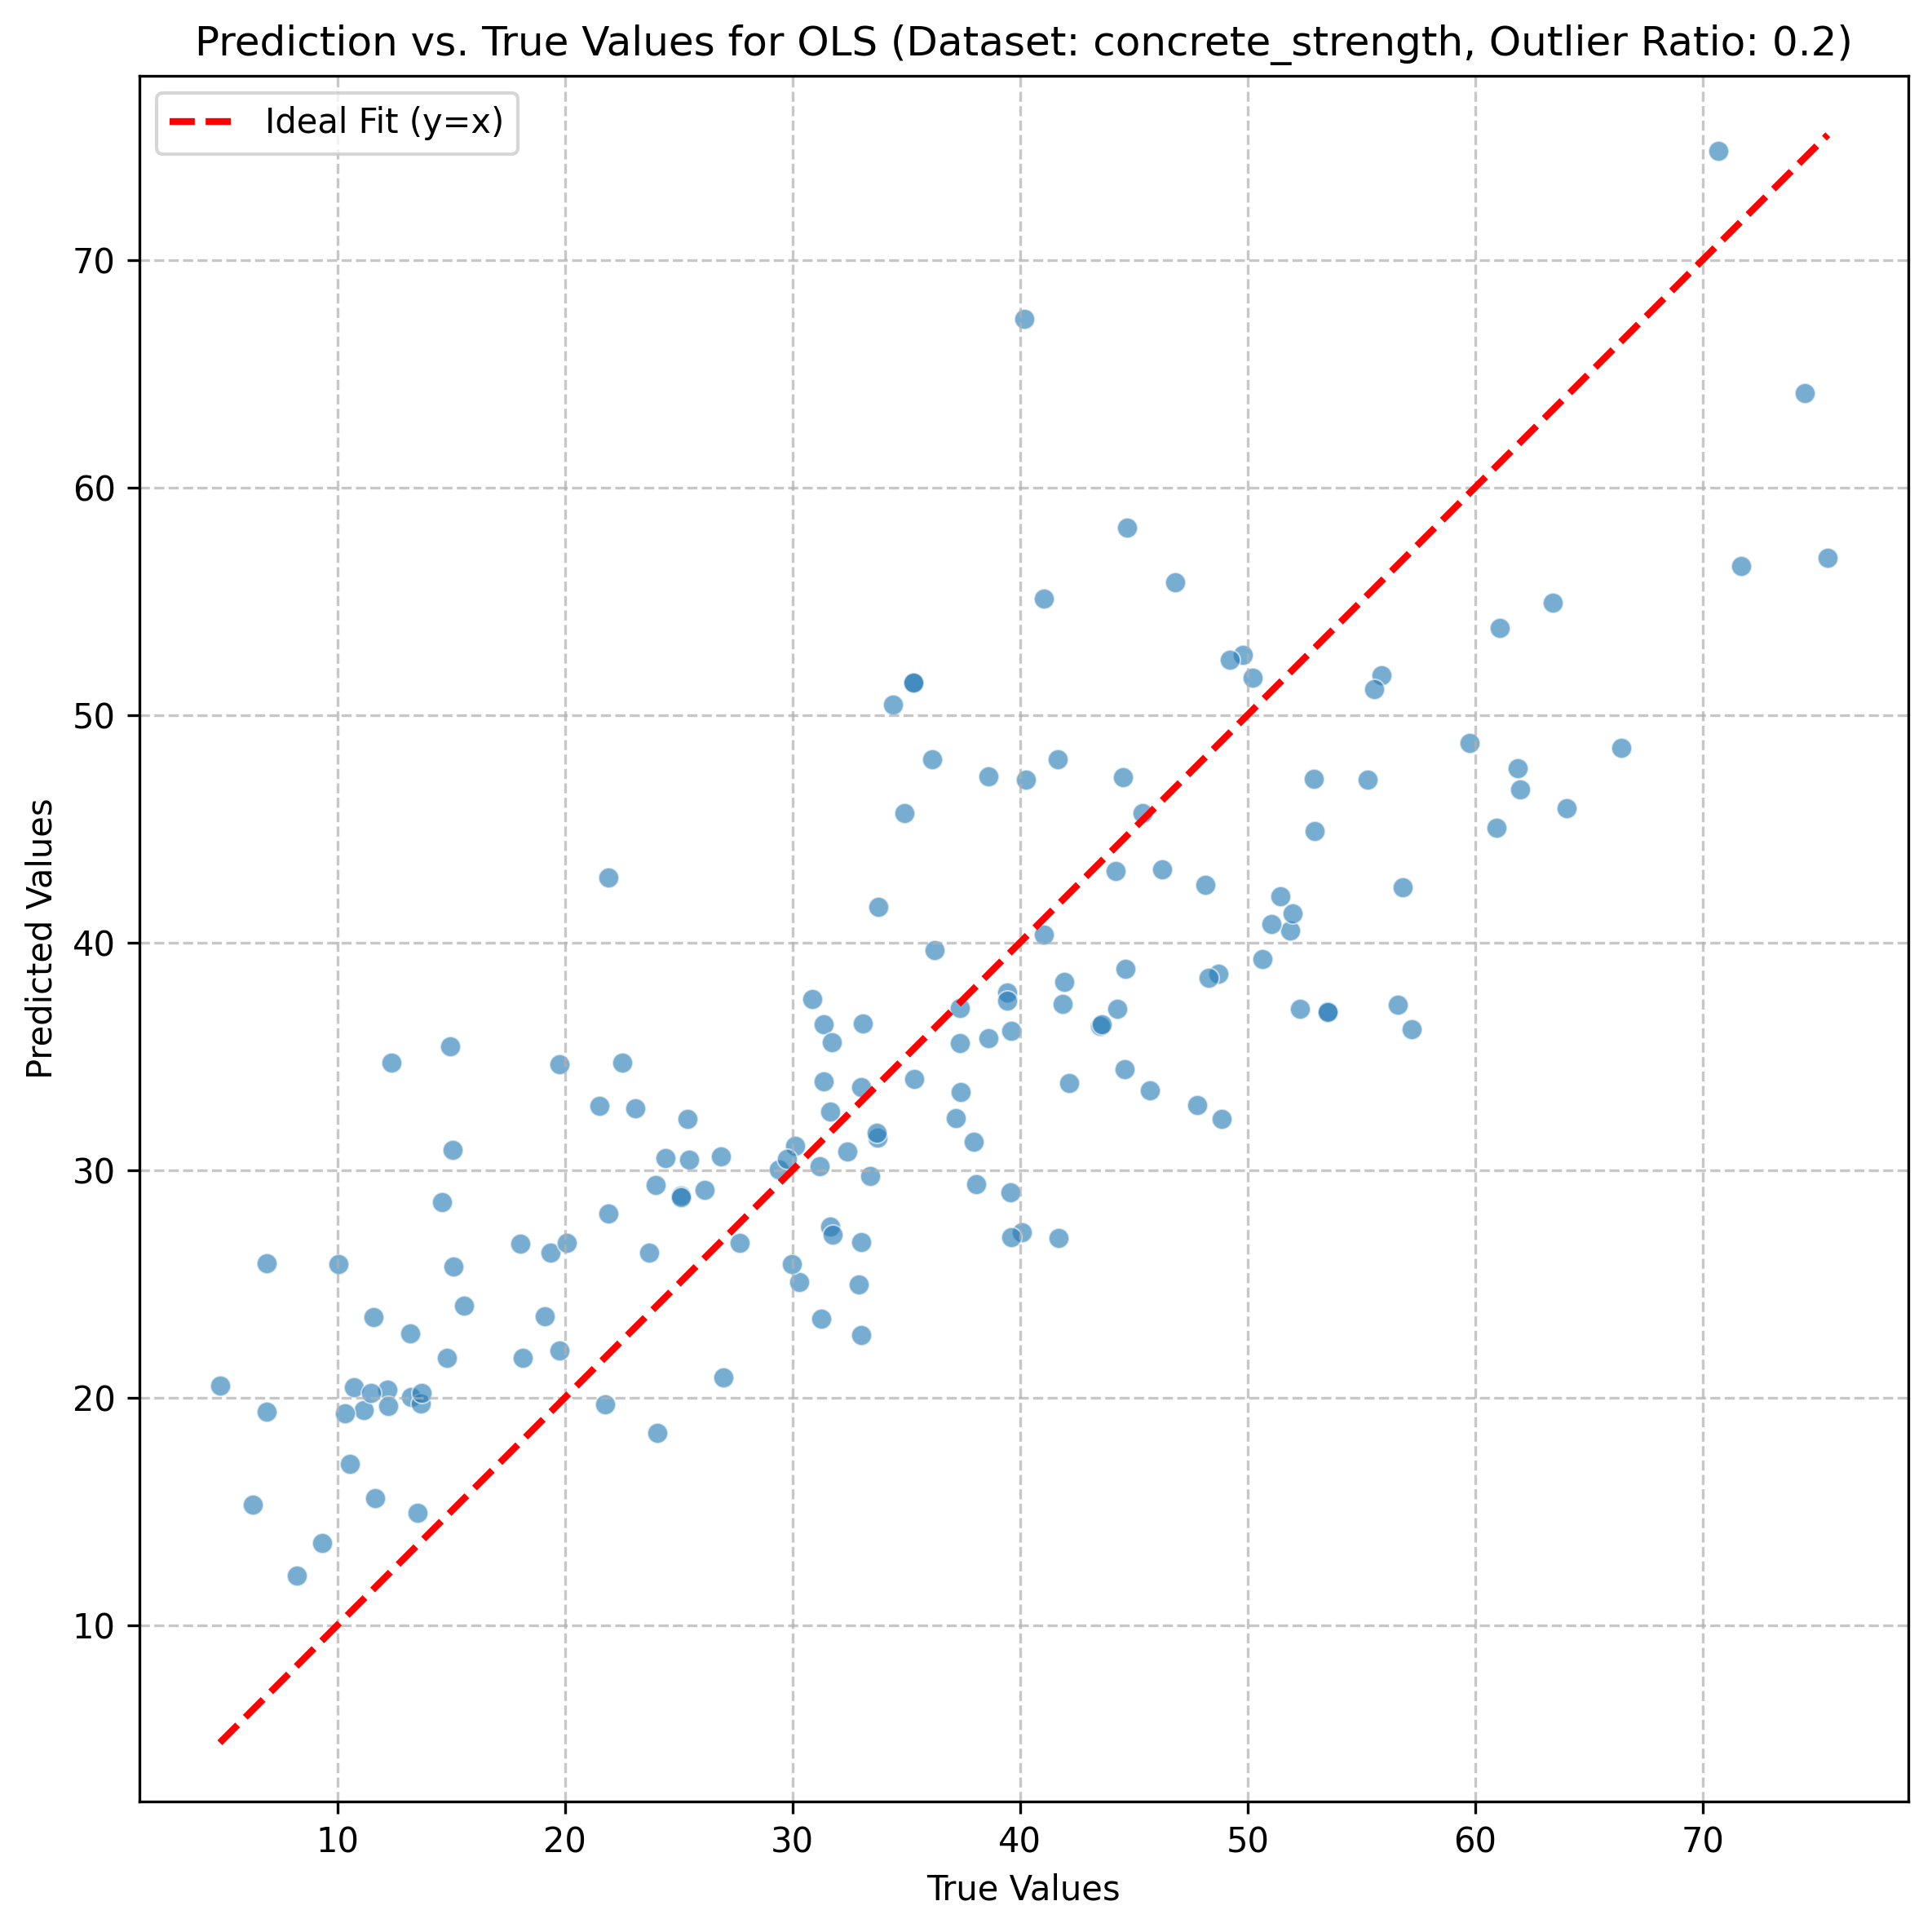 Prediction vs. True Values for OLS (Dataset: concrete_strength, Outlier Ratio: 0.2)
Ideal Fit (y=x)
70
60
50
40
30
20
10
Predicted Values
10 20 30 40 50 60 70
True Values